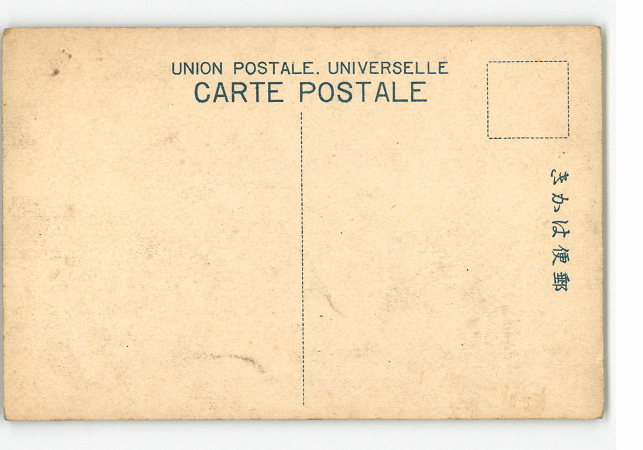 UNION POSTALE. UNIVERSELLE
CARTE POSTALE
郵便はかき